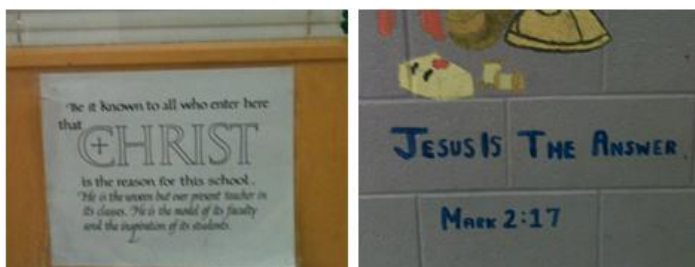 Be it known to all who enter here
that CHRIST
is the reason for this school.
He is the unseen but ever present teacher in
its classes. He is the model of its faculty
and the inspiration of its students.
JESUS IS THE ANSWER
MARK 2:17